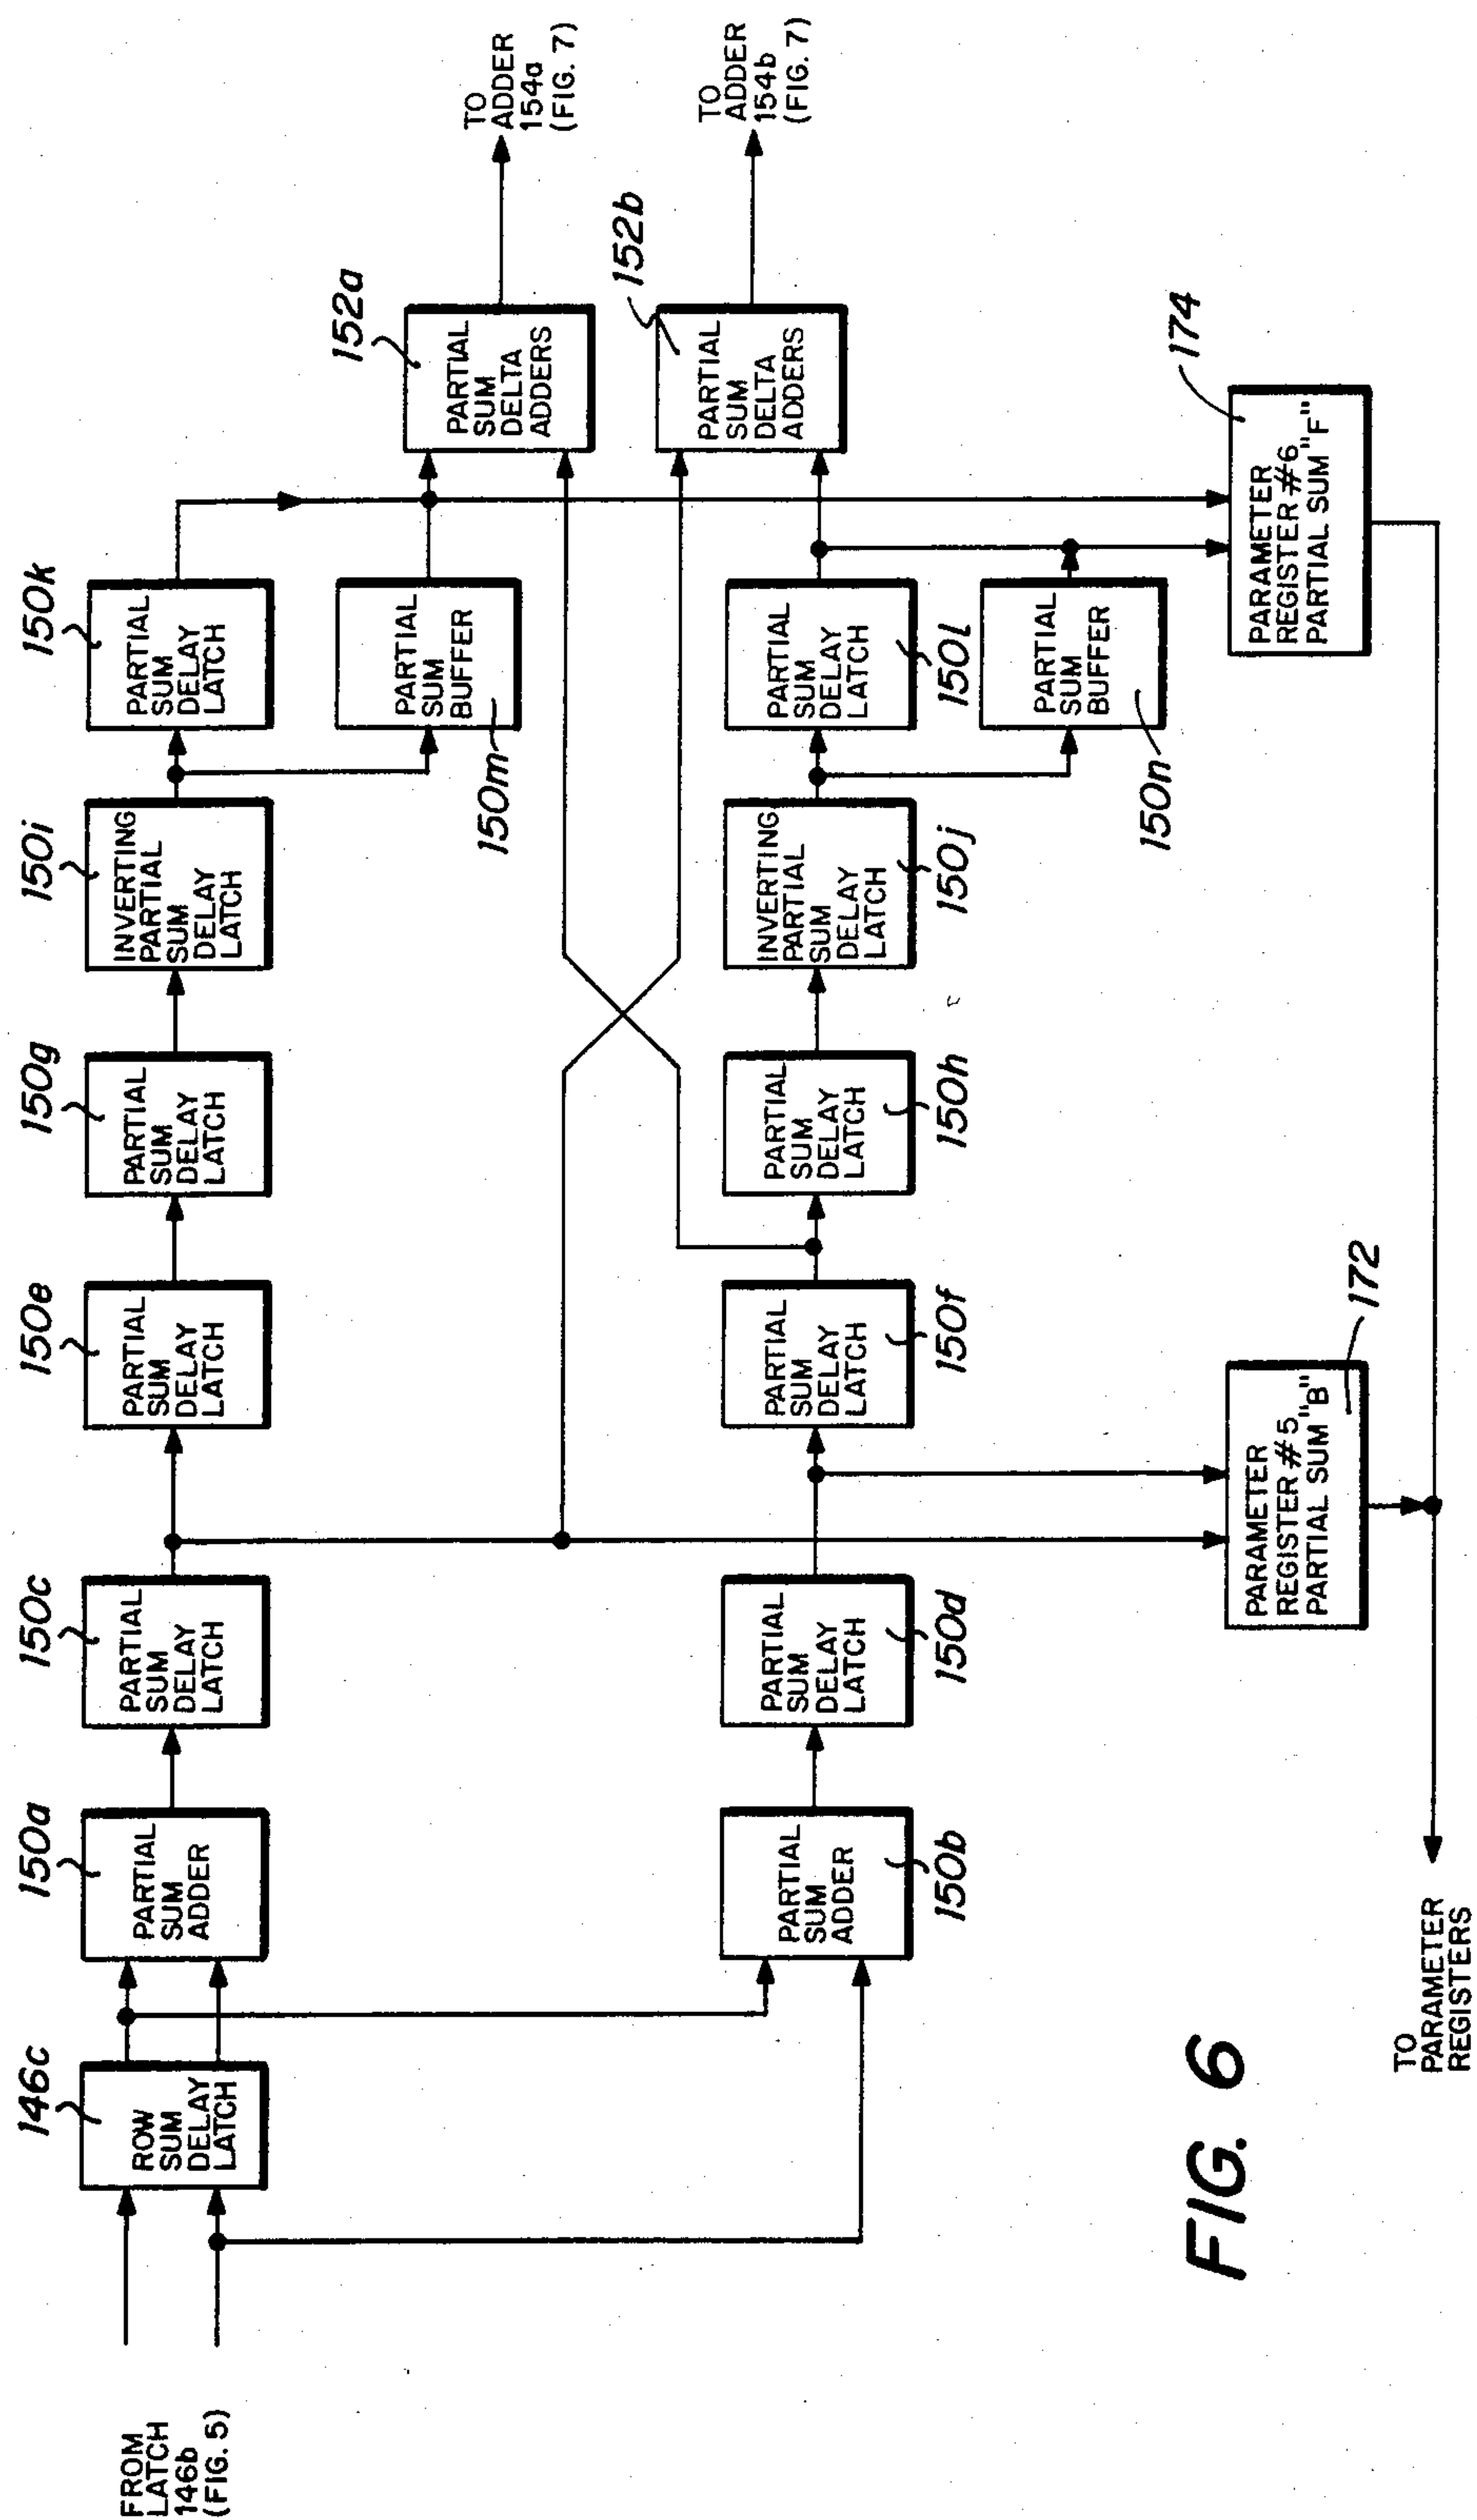 FROM
LATCH
146b
(FIG. 5)
146c
ROW
SUM
DELAY
LATCH
150a
PARTIAL
SUM
ADDER
150c
PARTIAL
SUM
DELAY
LATCH
150e
PARTIAL
SUM
DELAY
LATCH
150g
PARTIAL
SUM
DELAY
LATCH
150i
INVERTING
PARTIAL
SUM
DELAY
LATCH
150k
PARTIAL
SUM
DELAY
LATCH
PARTIAL
SUM
BUFFER
150m
152a
PARTIAL
SUM
DELTA
ADDERS
TO
ADDER
154a
(FIG. 7)
152b
PARTIAL
SUM
DELTA
ADDERS
TO
ADDER
154b
(FIG. 7)
PARTIAL
SUM
ADDER
150b
PARTIAL
SUM
DELAY
LATCH
150d
PARTIAL
SUM
DELAY
LATCH
150f
PARTIAL
SUM
DELAY
LATCH
150h
INVERTING
PARTIAL
SUM
DELAY
LATCH
150j
PARTIAL
SUM
DELAY
LATCH
150l
PARTIAL
SUM
BUFFER
150n
172
PARAMETER
REGISTER #5
PARTIAL SUM "B"
174
PARAMETER
REGISTER #6
PARTIAL SUM "F"
TO
PARAMETER
REGISTERS
FIG. 6